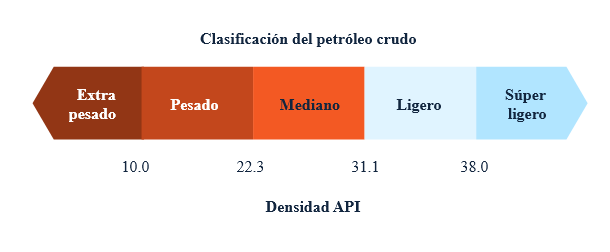 Clasificación del petróleo crudo
Extra
pesado
Pesado
Mediano
Ligero
Súper
ligero
10.0
22.3
31.1
38.0
Densidad API